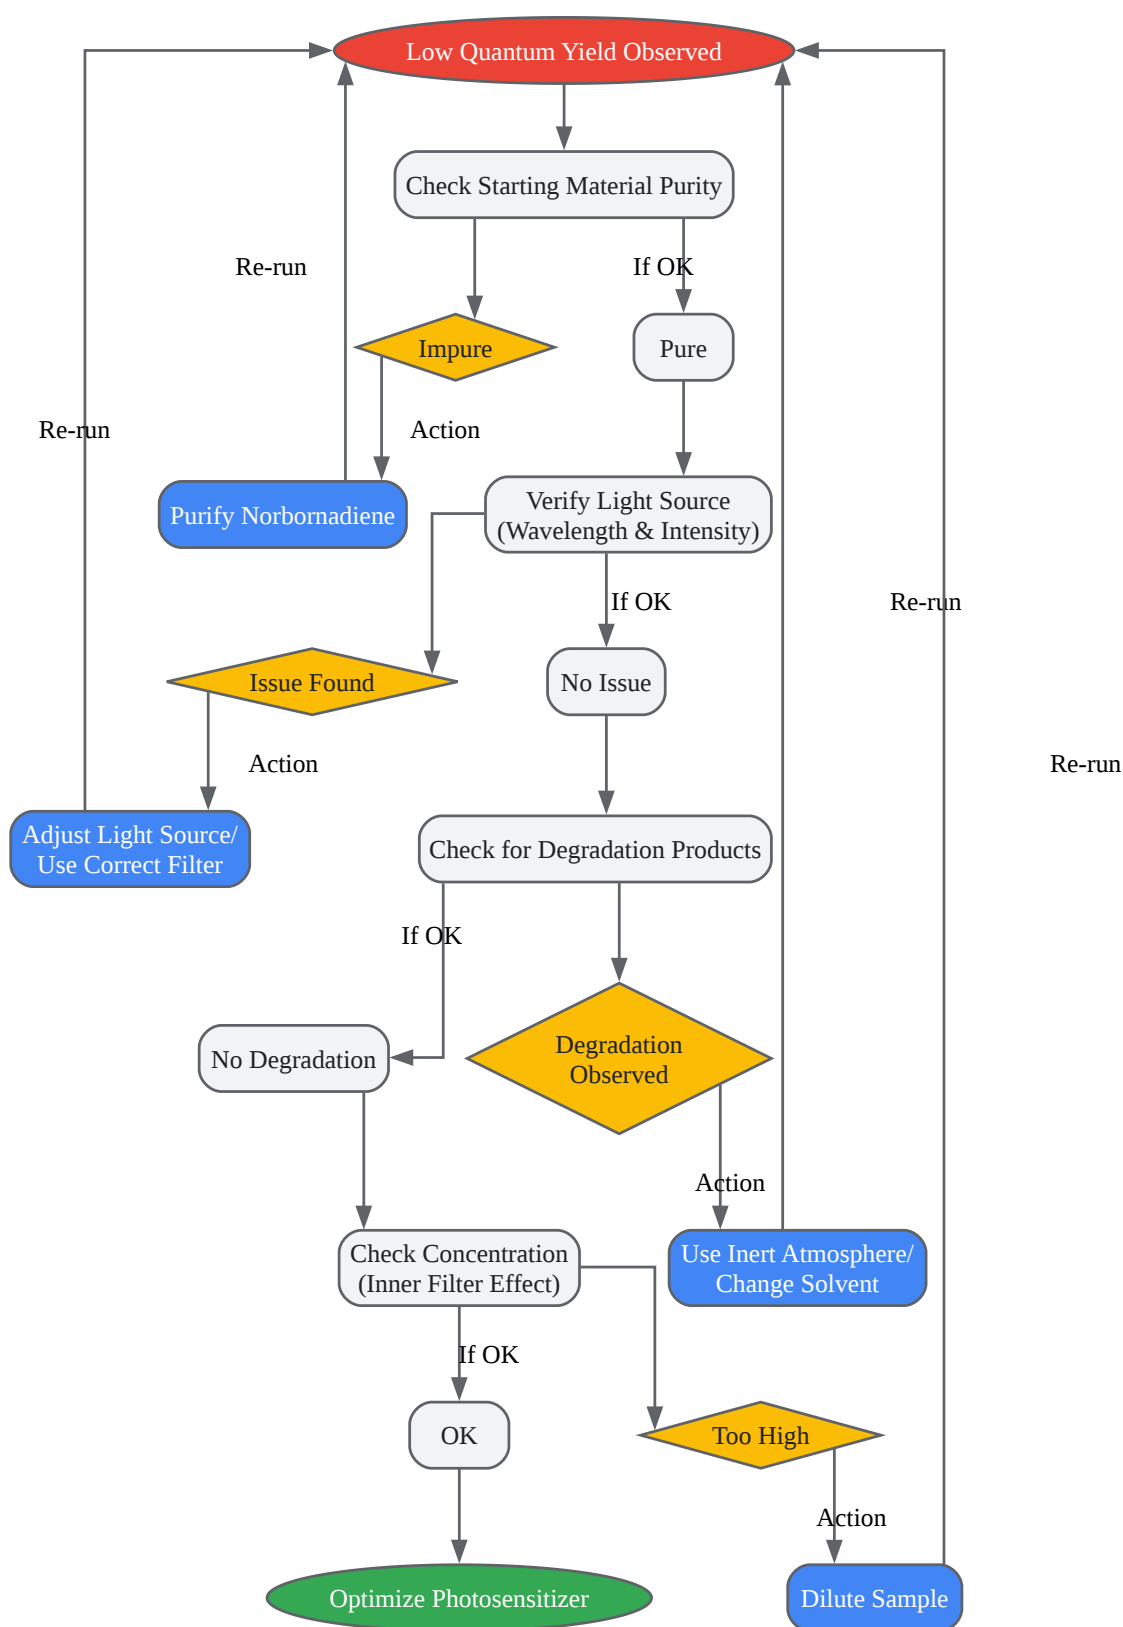 Low Quantum Yield Observed
Check Starting Material Purity
Re-run
If OK
Impure
Pure
Re-run
Action
Purify Norbornadiene
Verify Light Source
(Wavelength & Intensity)
If OK
Re-run
Issue Found
No Issue
Action
Re-run
Adjust Light Source/
Use Correct Filter
Check for Degradation Products
If OK
No Degradation
Degradation
Observed
Action
Check Concentration
(Inner Filter Effect)
Use Inert Atmosphere/
Change Solvent
If OK
OK
Too High
Action
Optimize Photosensitizer
Dilute Sample